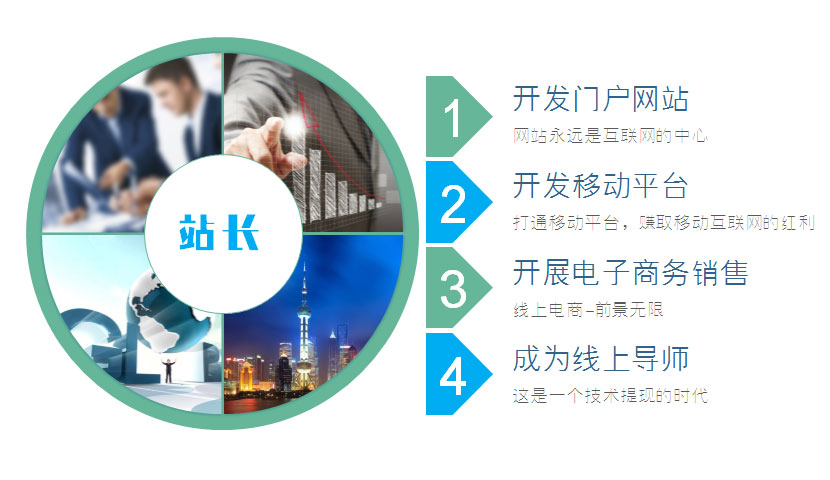 站长
1
开发门户网站
网站永远是互联网的中心
2
开发移动平台
打通移动平台，赚取移动互联网的红利
3
开展电子商务销售
线上电商-前景无限
4
成为线上导师
这是一个技术提现的时代